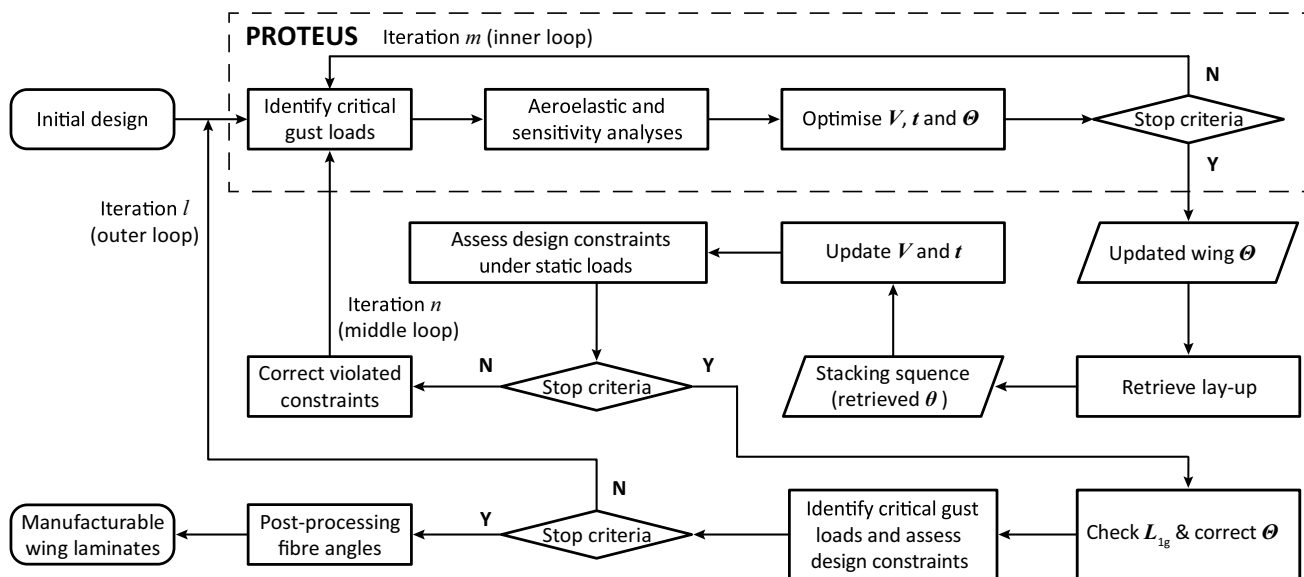 PROTEUS
Iteration m (inner loop)
N
Initial design
Identify critical
gust loads
Aeroelastic and
sensitivity analyses
Optimise V, t and Θ
Stop criteria
Y
Iteration l
(outer loop)
Assess design constraints
under static loads
Update V and t
Updated wing Θ
Iteration n
(middle loop)
Correct violated
constraints
N
Stop criteria
Y
Stacking squence
(retrieved θ )
Retrieve lay-up
N
Manufacturable
wing laminates
Post-processing
fibre angles
Y
Stop criteria
Identify critical gust
loads and assess
design constraints
Check L1g & correct Θ